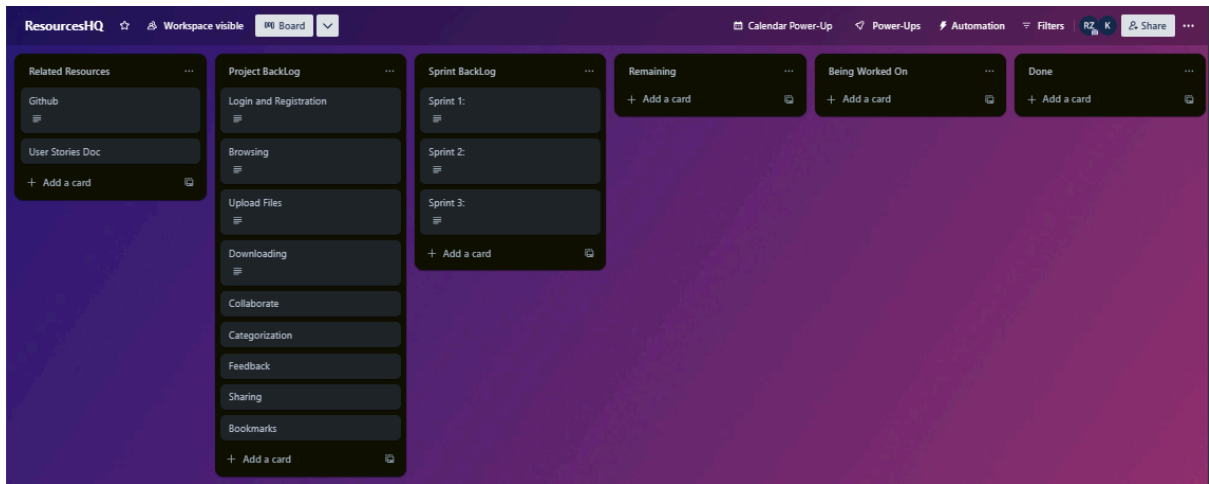 ResourcesHQ
Workspace visible
Board
Calendar Power-Up
Power-Ups
Automation
Filters
RZ
K
Share
Related Resources
Github
User Stories Doc
+ Add a card
Project BackLog
Login and Registration
Browsing
Upload Files
Downloading
Collaborate
Categorization
Feedback
Sharing
Bookmarks
+ Add a card
Sprint BackLog
Sprint 1:
Sprint 2:
Sprint 3:
+ Add a card
Remaining
+ Add a card
Being Worked On
+ Add a card
Done
+ Add a card